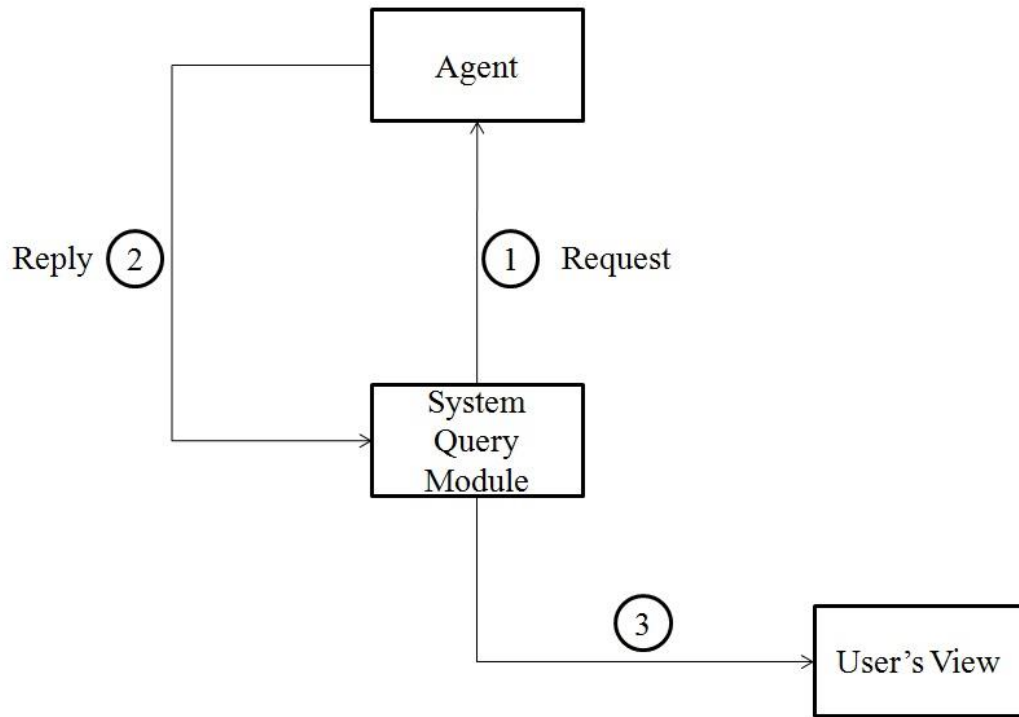 Agent
Reply 2
1 Request
System
Query
Module
3
User's View